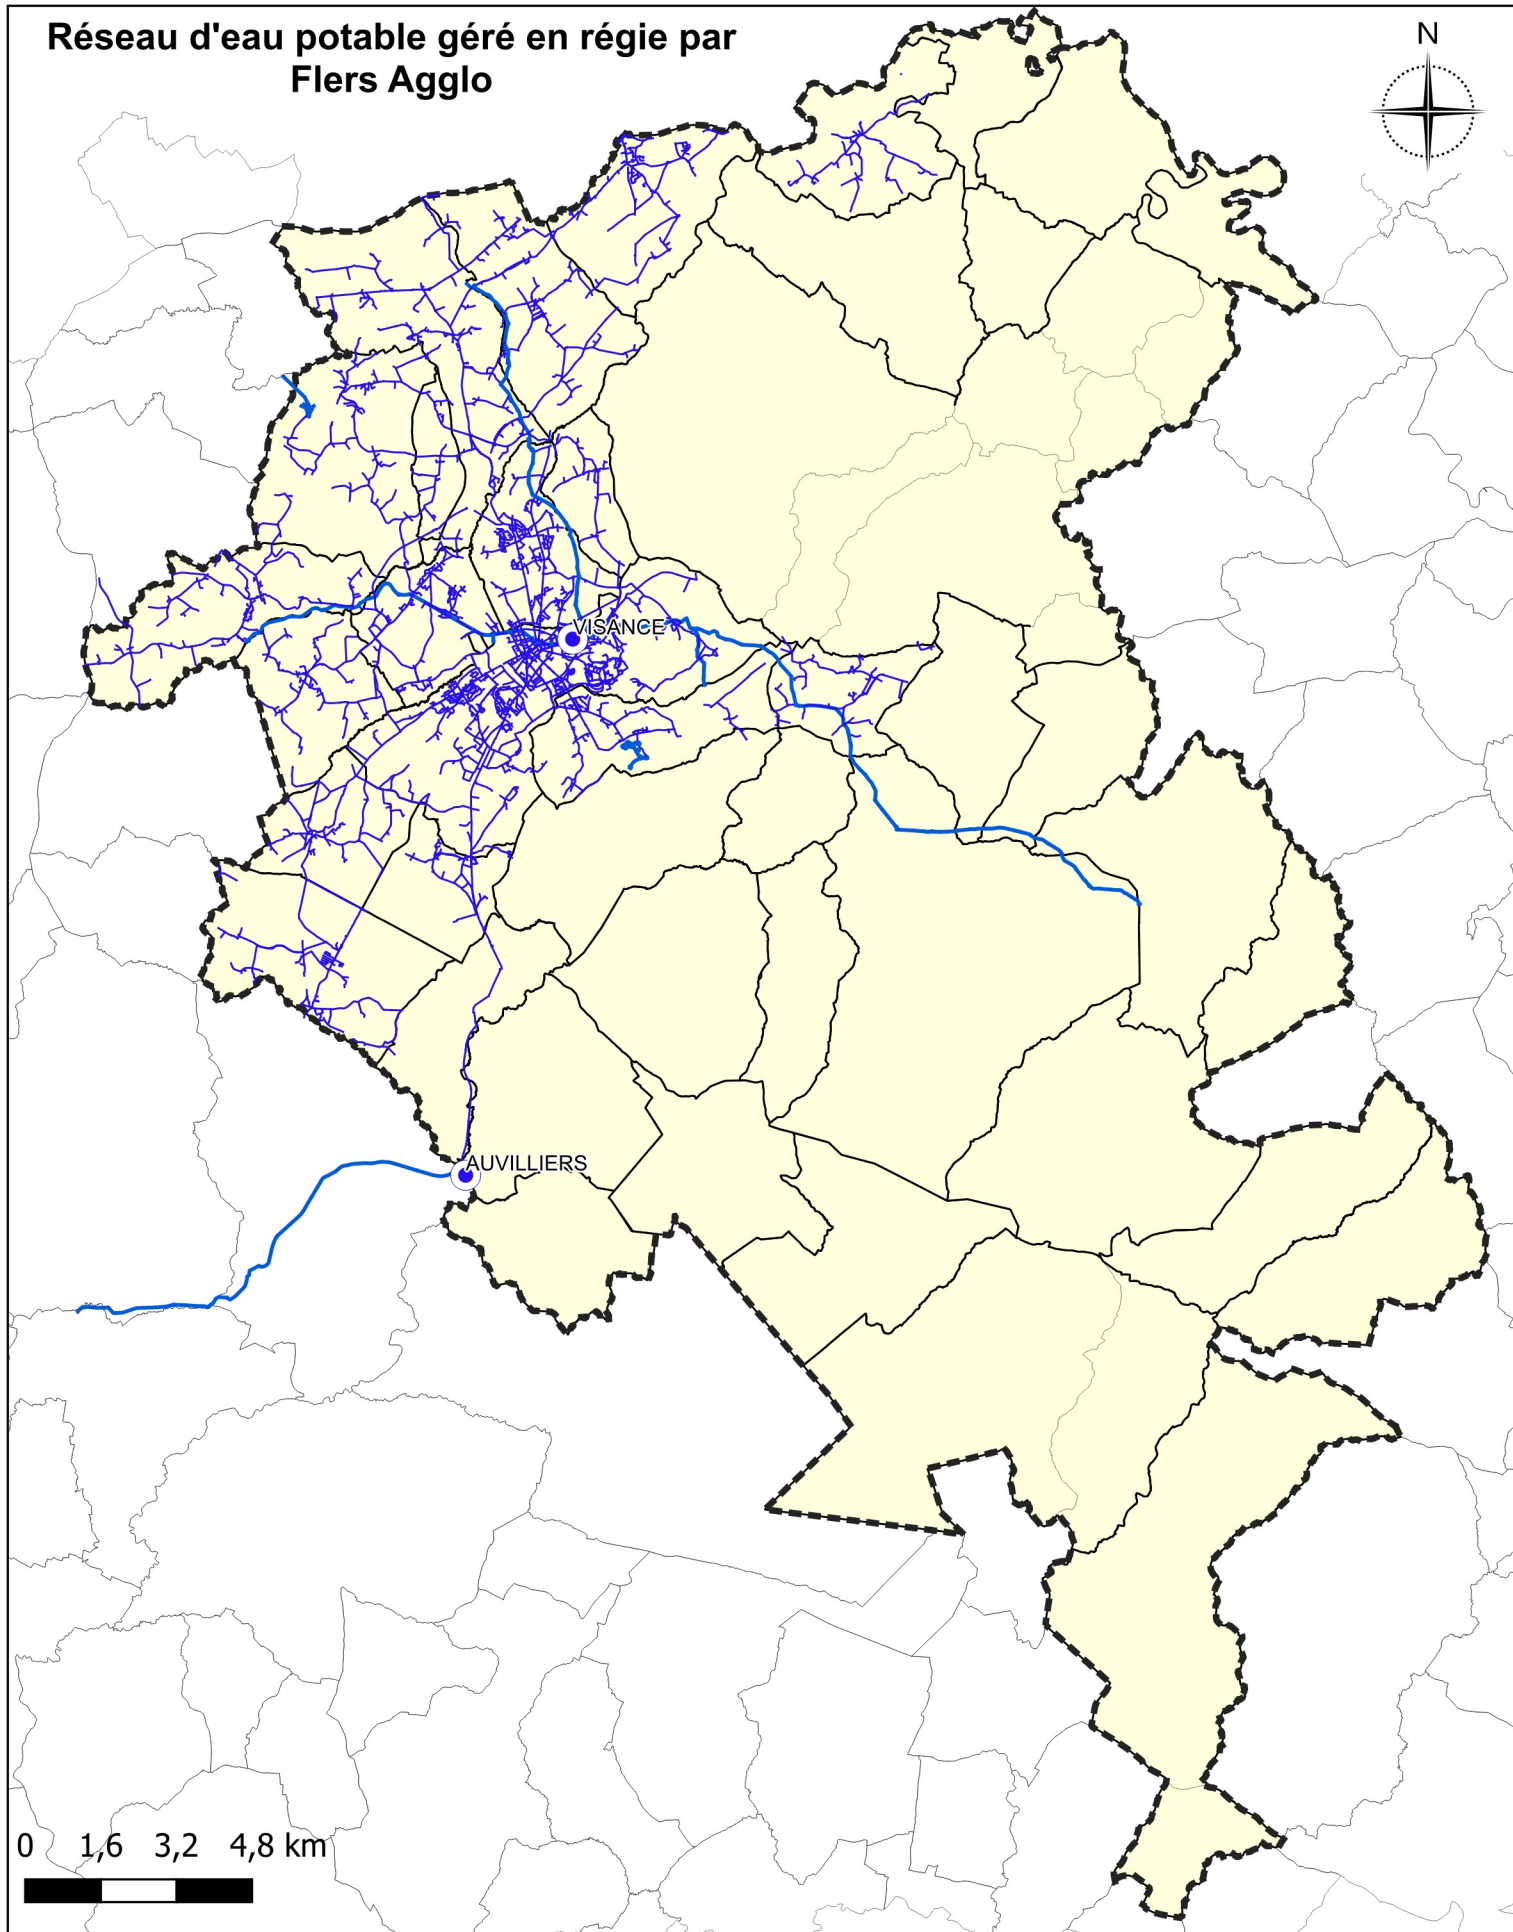 Réseau d'eau potable géré en régie par
Flers Agglo
N
VISANCE
AUVILLIERS
0 1,6 3,2 4,8 km